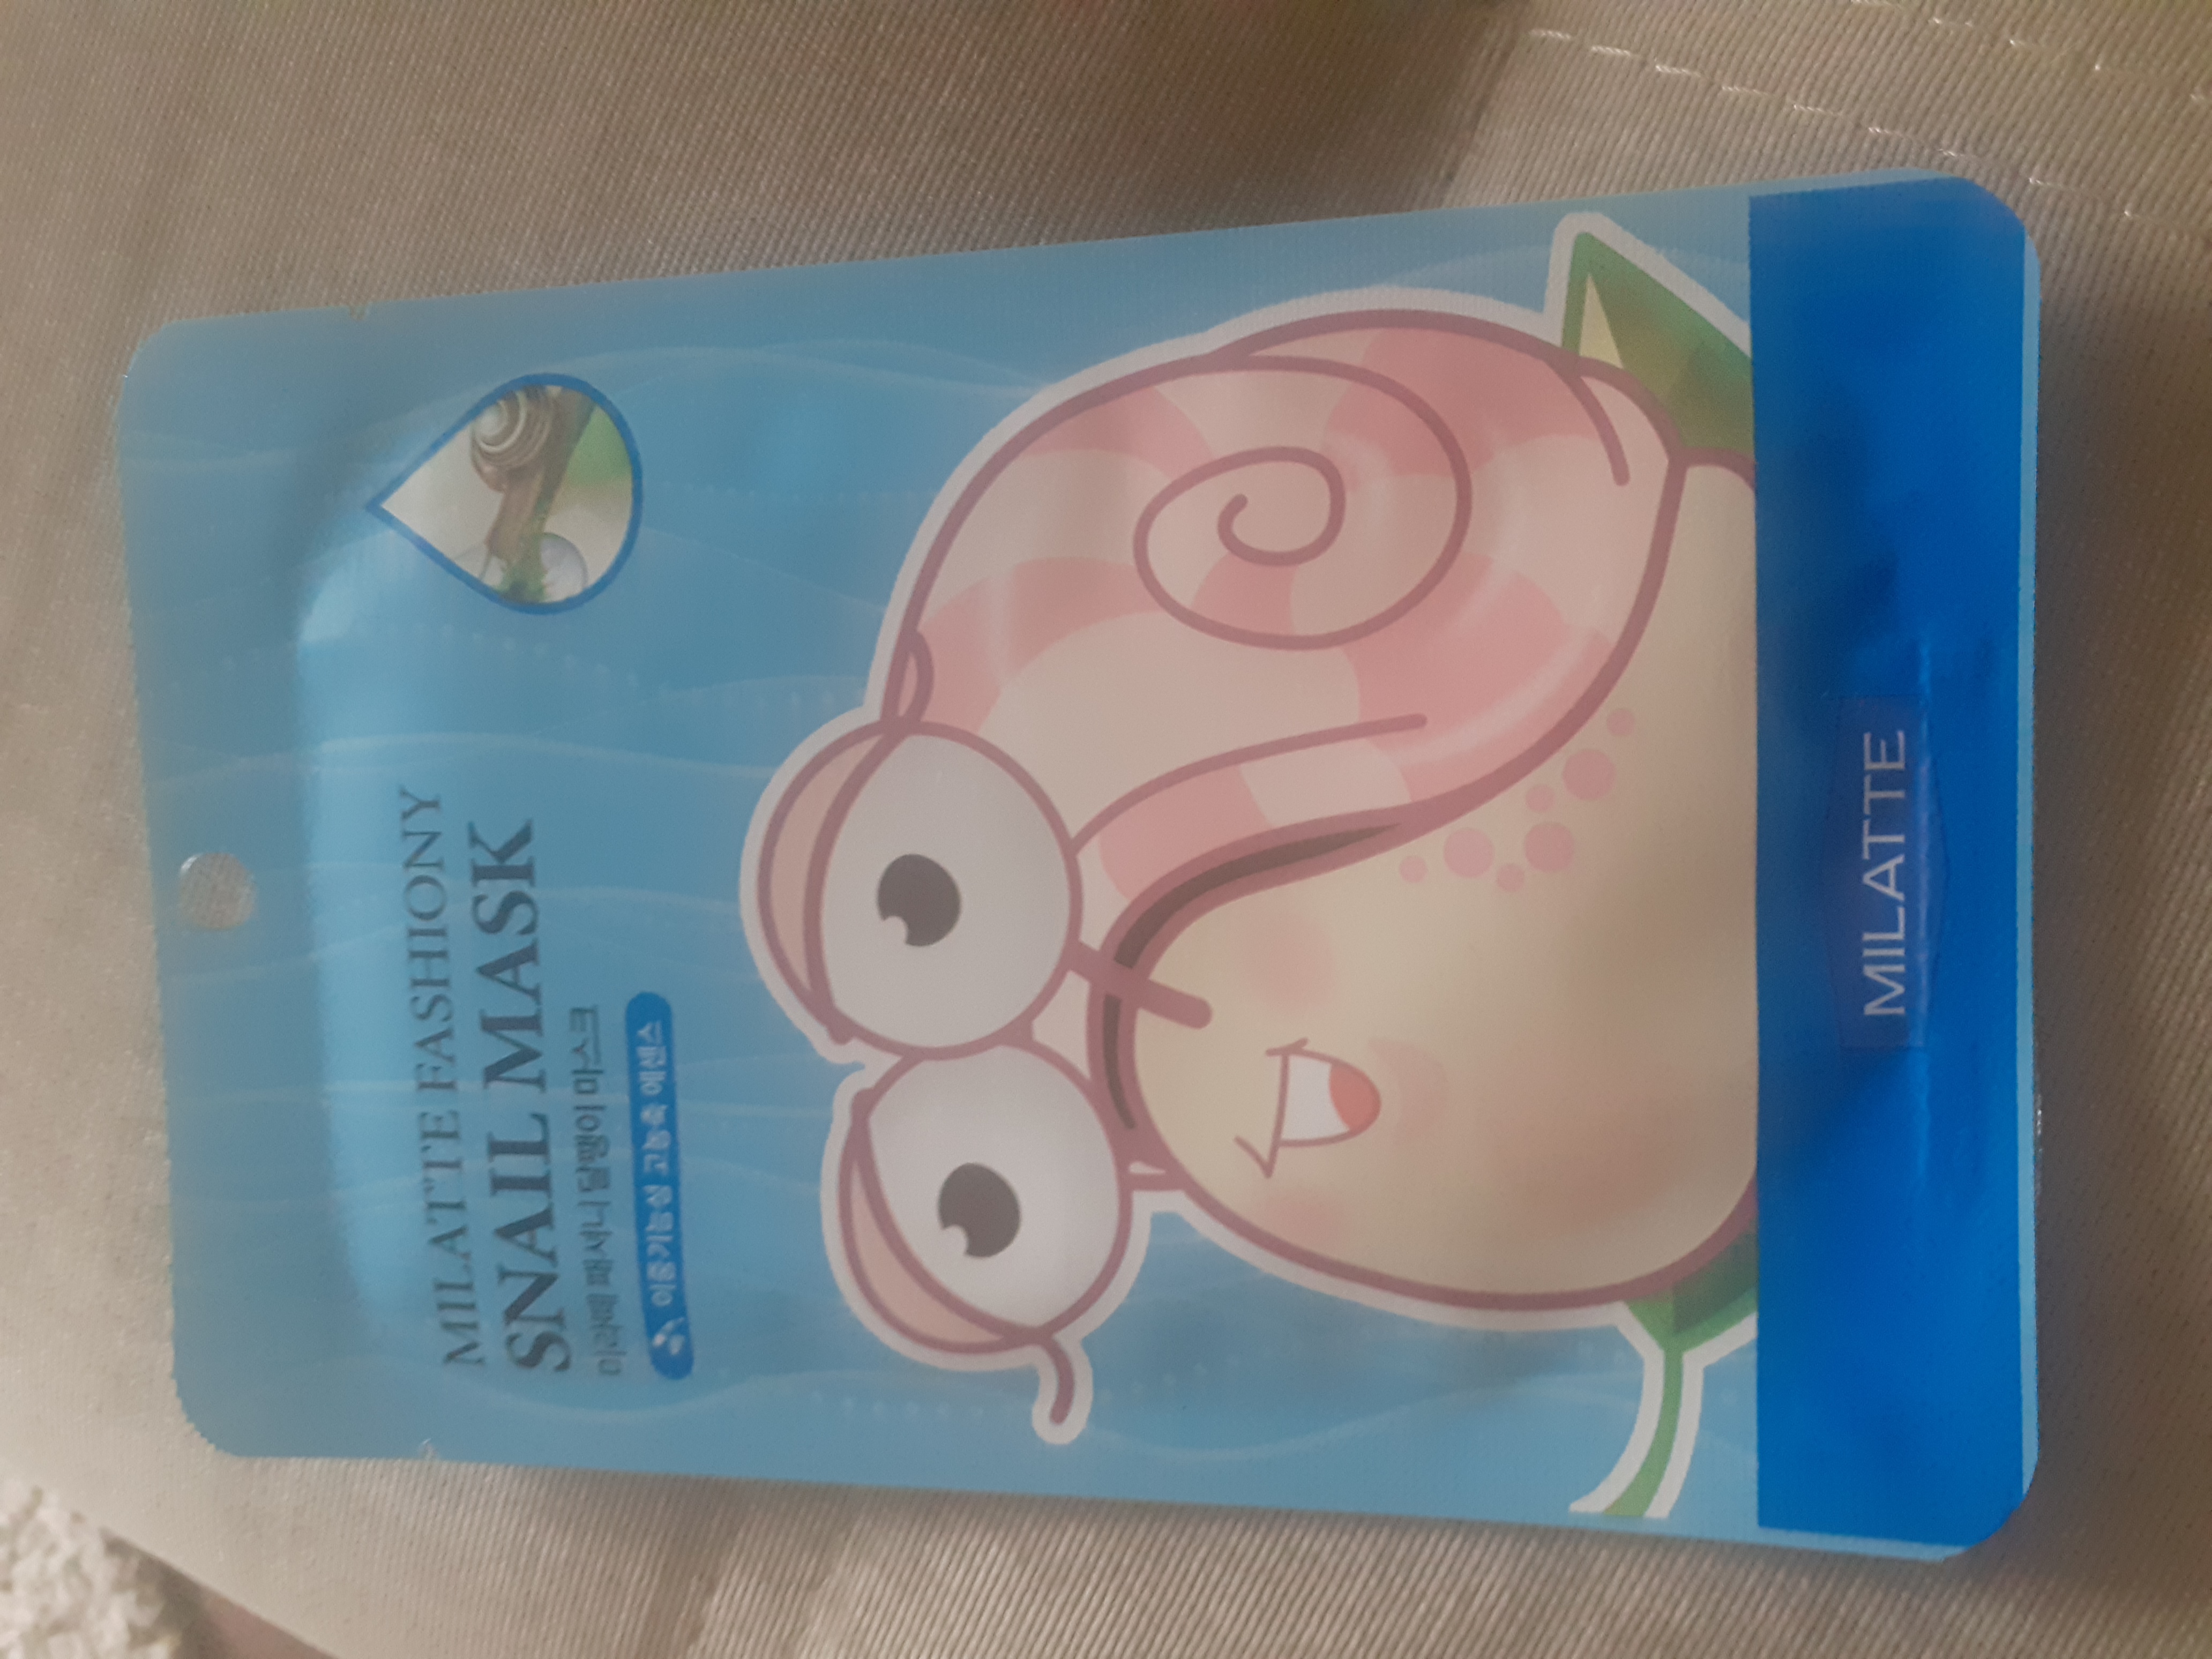 MILATTE FASHIONY
SNAIL MASK
미라떼 패셔니 달팽이 마스크
이중기능성 고농축 에센스
MILATTE